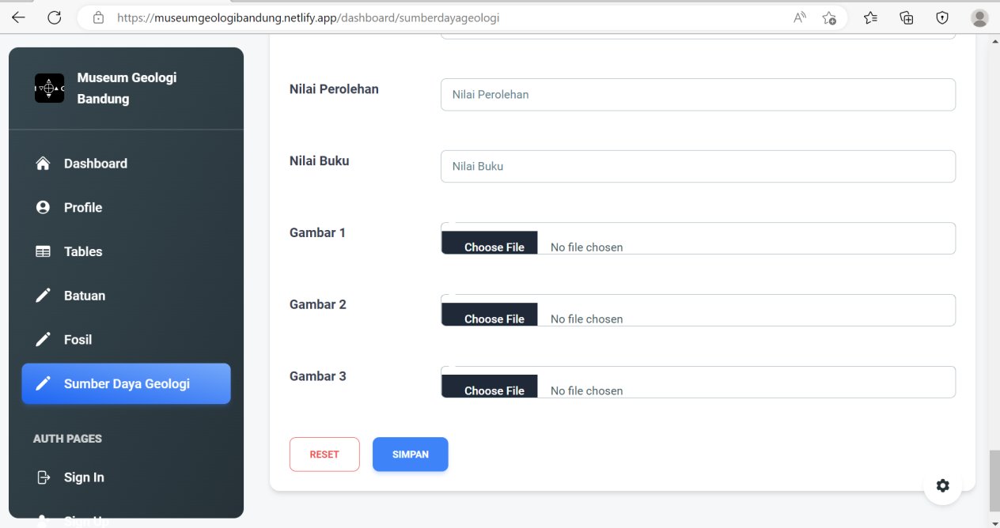 https://museumgeologibandung.netlify.app/dashboard/sumberdayageologi
Museum Geologi
Bandung
Dashboard
Profile
Tables
Batuan
Fosil
Sumber Daya Geologi
AUTH PAGES
Sign In
Sign Up
Nilai Perolehan
Nilai Perolehan
Nilai Buku
Nilai Buku
Gambar 1
Choose File No file chosen
Gambar 2
Choose File No file chosen
Gambar 3
Choose File No file chosen
RESET
SIMPAN